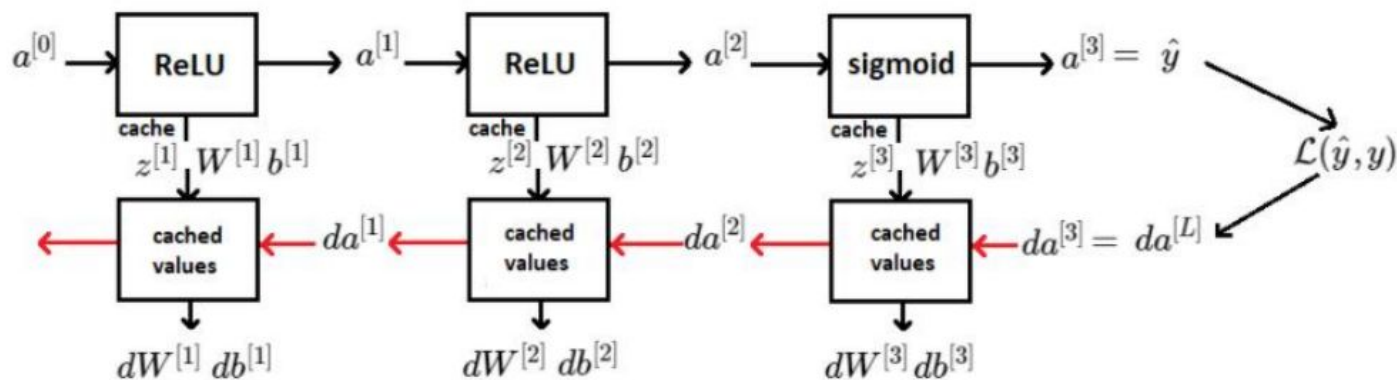 a^{[0]} ReLU a^{[1]} ReLU a^{[2]} sigmoid a^{[3]} = ŷ
cache cache cache
z^{[1]} W^{[1]} b^{[1]} z^{[2]} W^{[2]} b^{[2]} z^{[3]} W^{[3]} b^{[3]} ℒ(ŷ, y)
cached values da^{[1]} cached values da^{[2]} cached values da^{[3]} = da^{[L]}
dW^{[1]} db^{[1]} dW^{[2]} db^{[2]} dW^{[3]} db^{[3]}